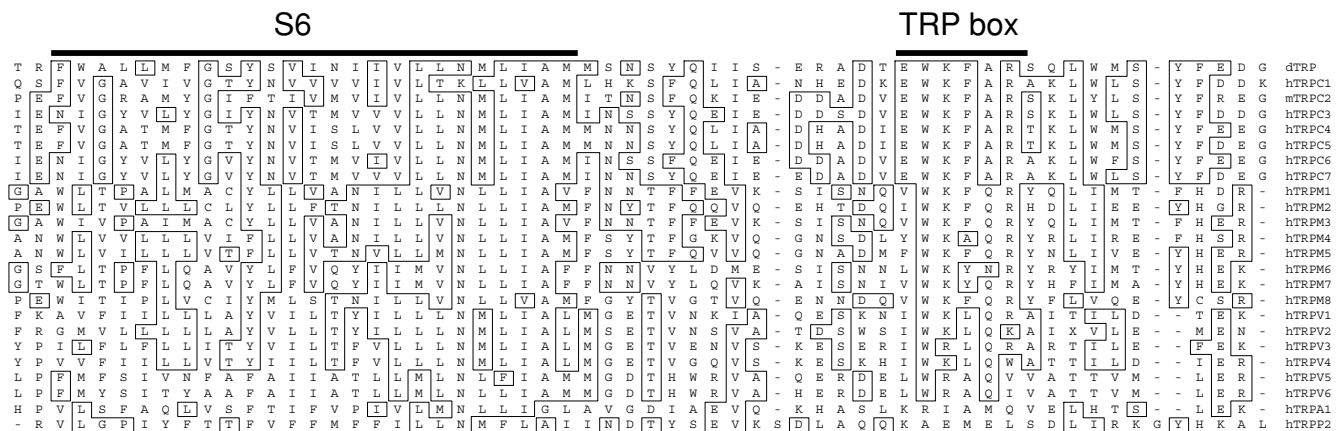 S6 TRP box
T R F W A L L M F G S Y S V I N I I V L L N M L I A M M S N S Y Q I I S - E R A D T E W K F A R S Q L W M S - Y F E D G dTRP
Q S F V G A V I V G T Y N V V V V I V L T K L L V A M L H K S F Q L I A - N H E D K E W K F A R A K L W L S - Y F D D K hTRPC1
P E F V G R A M Y G I F T I V M V I V L L N M L I A M I T N S F Q K I E - D D A D V E W K F A R S K L Y L S - Y F R E G mTRPC2
I E N I G Y V L Y G I Y N V T M V V V L L N M L I A M I N S S Y Q E I E - D D S D V E W K F A R S K L W L S - Y F D D G hTRPC3
T E F V G A T M F G T Y N V I S L V V L L N M L I A M M N N S Y Q L I A - D H A D I E W K F A R T K L W M S - Y F E E G hTRPC4
T E F V G A T M F G T Y N V I S L V V L L N M L I A M M N N S Y Q L I A - D H A D I E W K F A R T K L W M S - Y F E E G hTRPC5
I E N I G Y V L Y G V Y N V T M V I V L L N M L I A M I N S S F Q E I E - D D A D V E W K F A R A K L W F S - Y F E E G hTRPC6
I E N I G Y V L Y G V Y N V T M V V V L L N M L I A M I N N S Y Q E I E - E D A D V E W K F A R A K L W L S - Y F D E G hTRPC7
G A W L T P A L M A C Y L L V A N I L L V N L L I A V F N N T F F E V K - S I S N Q V W K F Q R Y Q L I M T - F H D R - hTRPM1
P E W L T V L L L C L Y L L F T N I L L L N L L I A M F N Y T F Q Q V Q - E H T D Q I W K F Q R H D L I E E - Y H G R - hTRPM2
G A W I V P A I M A C Y L L V A N I L L V N L L I A V F N N T F F E V K - S I S N Q V W K F Q R Y Q L I M T - F H E R - hTRPM3
A N W L V V L L L V I F L L V A N I L L V N L L I A M F S Y T F G K V Q - G N S D L Y W K A Q R Y R L I R E - F H S R - hTRPM4
A N W L V I L L L V T F L L V T N V L L M N L L I A M F S Y T F Q V V Q - G N A D M F W K F Q R Y N L I V E - Y H E R - hTRPM5
G S F L T P F L Q A V Y L F V Q Y I I M V N L L I A F F N N V Y L D M E - S I S N N L W K Y N R Y R Y I M T - Y H E K - hTRPM6
G T W L T P F L Q A V Y L F V Q Y I I M V N L L I A F F N N V Y L Q V K - A I S N I V W K Y Q R Y H F I M A - Y H E K - hTRPM7
P E W I T I P L V C I Y M L S T N I L L V N L L V A M F G Y T V G T V Q - E N N D Q V W K F Q R Y F L V Q E - Y C S R - hTRPM8
F K A V F I I L L L A Y V I L T Y I L L L N M L I A L M G E T V N K I A - Q E S K N I W K L Q R A I T I L D - - T E K - hTRPV1
F R G M V L L L L L A Y V I L T Y I L L L N M L I A L M S E T V N S V A - T D S W S I W K L Q K A I X V L E - - M E N - hTRPV2
Y P I L F L F L L I T Y V I L T F V L L L N M L I A L M G E T V E N V S - K E S E R I W R L Q R A R T I L E - - F E K - hTRPV3
Y P V V F I I L L V T Y I I L T F V L L L N M L I A L M G E T V G Q V S - K E S K H I W K L Q W A T T I L D - - I E R - hTRPV4
L P F M F S I V N F A F A I I A T L L M L N L F I A M M G D T H W R V A - Q E R D E L W R A Q V V A T T V M - - L E R - hTRPV5
L P F M Y S I T Y A A F A I I A T L L M L N L L I A M M G D T H W R V A - H E R D E L W R A Q I V A T T V M - - L E R - hTRPV6
H P V L S F A Q L V S F T I F V P I V L M N L L I G L A V G D I A E V Q - K H A S L K R I A M Q V E L H T S - - L E K - hTRPA1
- R V L G P I Y F T T F V F F M F F I L L N M F L A I I N D T Y S E V K S D L A Q Q K A E M E L S D L I R K G Y H K A L hTRPP2